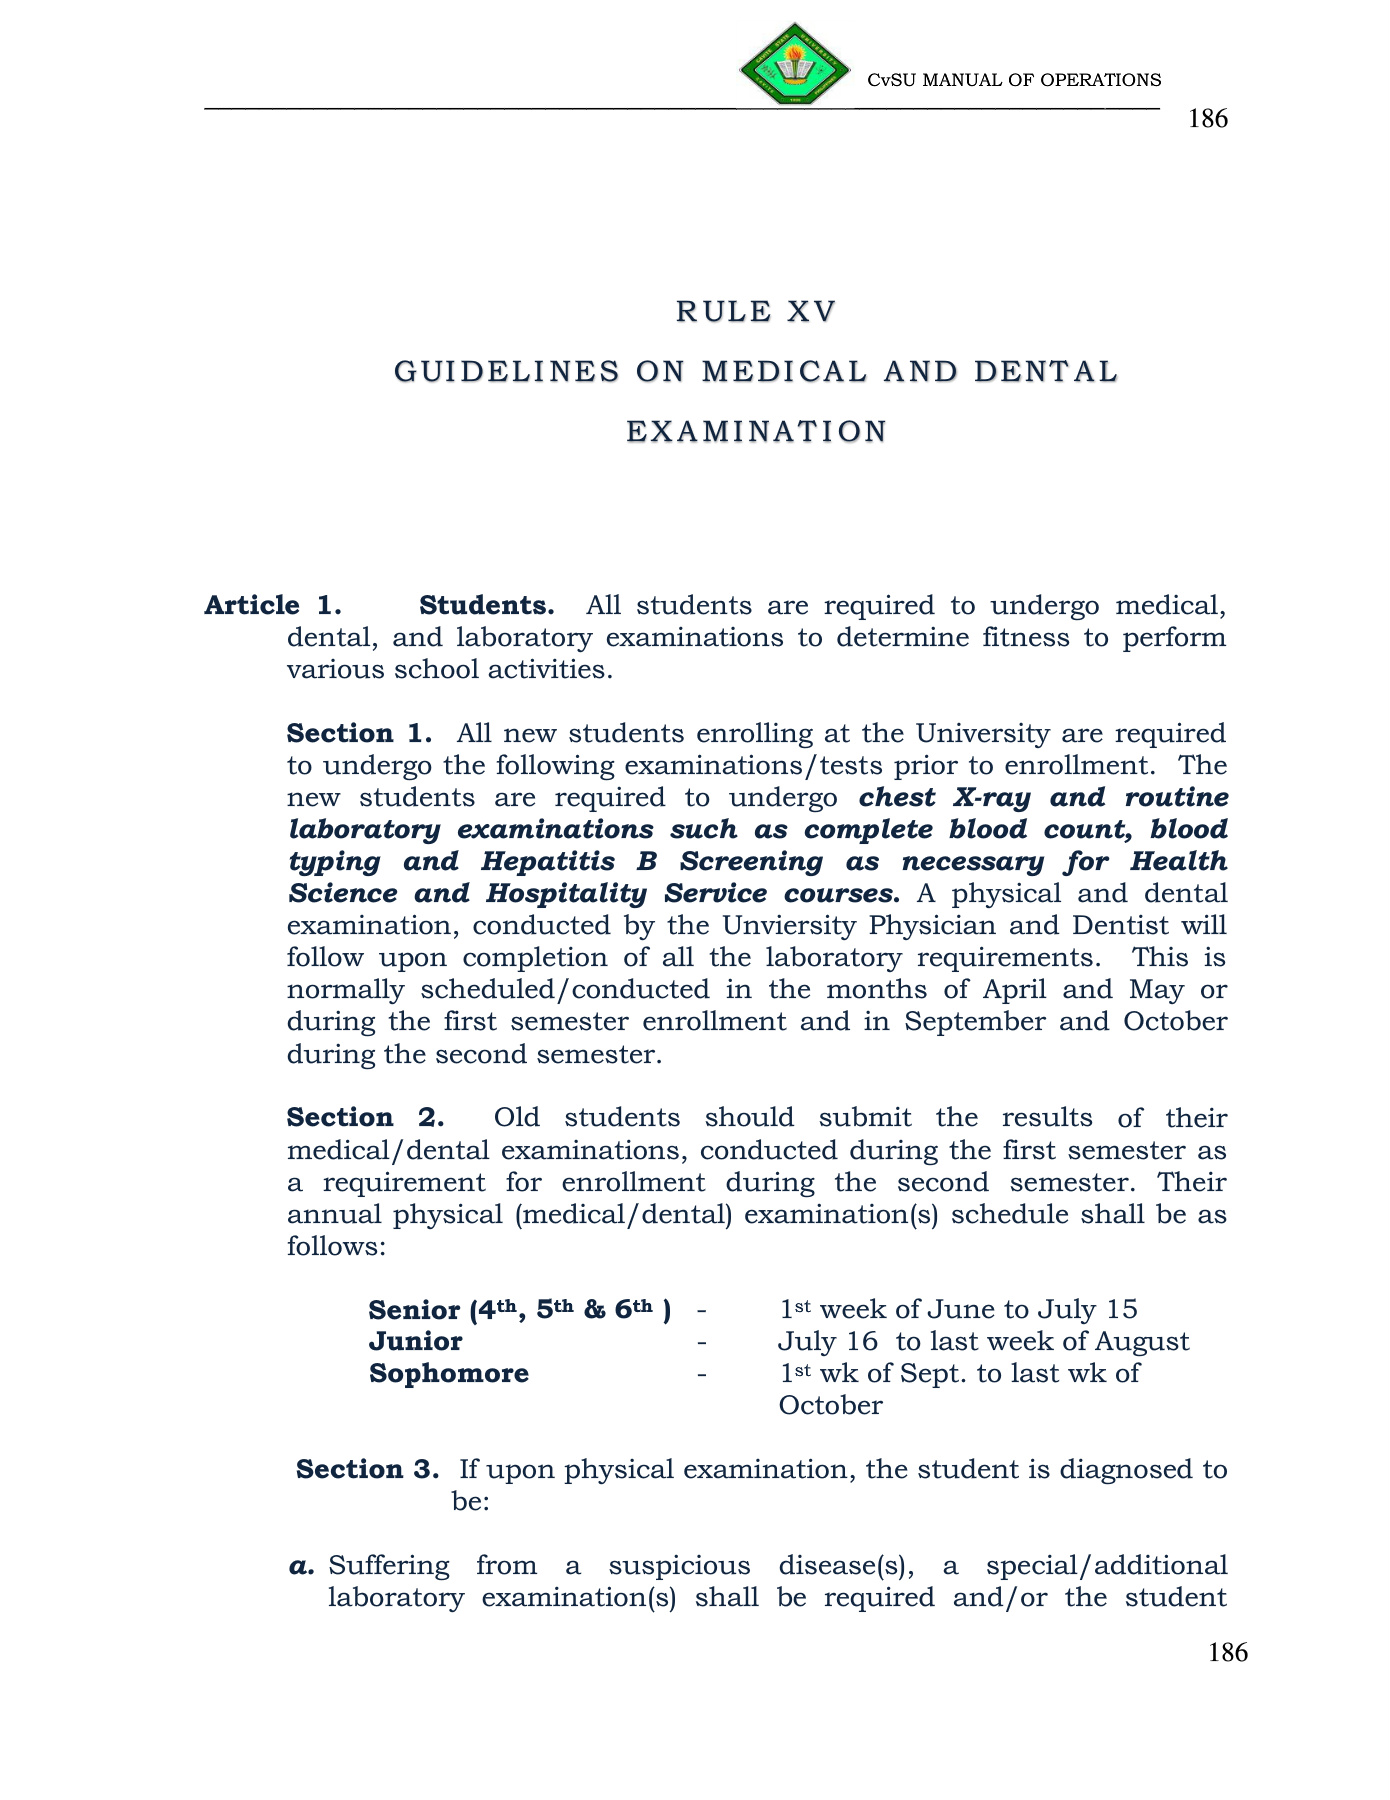 CvSU MANUAL OF OPERATIONS
186
RULE XV
GUIDELINES ON MEDICAL AND DENTAL
EXAMINATION
Article 1. Students. All students are required to undergo medical,
dental, and laboratory examinations to determine fitness to perform
various school activities.
Section 1. All new students enrolling at the University are required
to undergo the following examinations/tests prior to enrollment. The
new students are required to undergo chest X-ray and routine
laboratory examinations such as complete blood count, blood
typing and Hepatitis B Screening as necessary for Health
Science and Hospitality Service courses. A physical and dental
examination, conducted by the Unviersity Physician and Dentist will
follow upon completion of all the laboratory requirements. This is
normally scheduled/conducted in the months of April and May or
during the first semester enrollment and in September and October
during the second semester.
Section 2. Old students should submit the results of their
medical/dental examinations, conducted during the first semester as
a requirement for enrollment during the second semester. Their
annual physical (medical/dental) examination(s) schedule shall be as
follows:
Senior (4th, 5th & 6th ) - 1st week of June to July 15
Junior - July 16 to last week of August
Sophomore - 1st wk of Sept. to last wk of
October
Section 3. If upon physical examination, the student is diagnosed to
be:
a. Suffering from a suspicious disease(s), a special/additional
laboratory examination(s) shall be required and/or the student
186